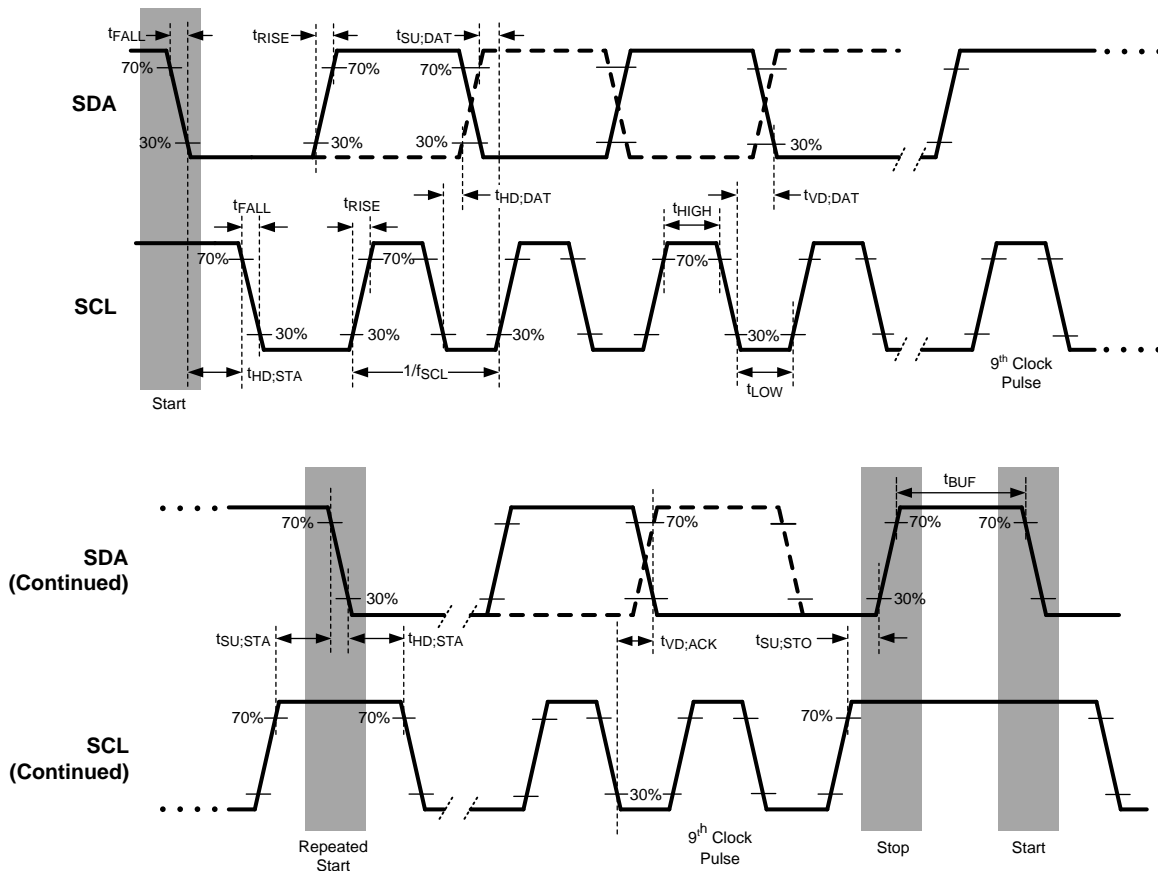 tFALL tRISE tSU;DAT
70% 70% 70%
SDA
30% 30% 30% 30%
tHD;DAT tVD;DAT
tFALL tRISE tHIGH
70% 70% 70%
SCL
30% 30% 30% 30%
tHD;STA 1/fSCL tLOW
9th Clock
Pulse
Start
tBUF
70% 70% 70% 70%
SDA
(Continued)
30% 30%
tSU;STA tHD;STA tVD;ACK tSU;STO
70% 70% 70%
SCL
(Continued)
30%
9th Clock
Pulse
Repeated
Start
Stop
Start